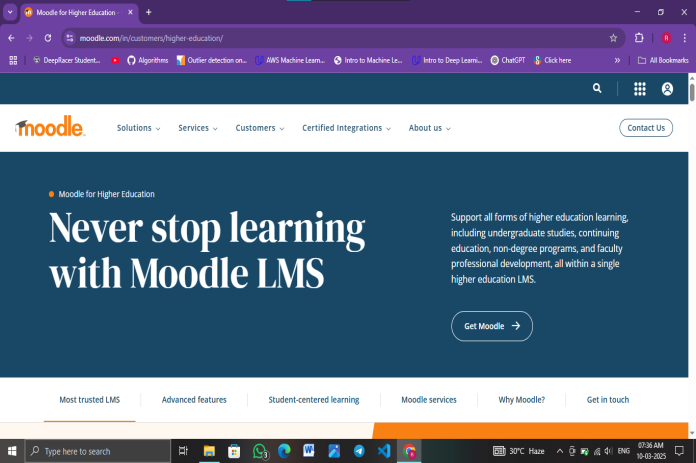 Moodle for Higher Education -
moodle.com/in/customers/higher-education/
DeepRacer Student...
Algorithms
Outlier detection on...
AWS Machine Learn...
Intro to Machine Le...
Intro to Deep Learni...
ChatGPT
Click here
»
All Bookmarks
moodle
Solutions
Services
Customers
Certified Integrations
About us
Contact Us
Moodle for Higher Education
Never stop learning
with Moodle LMS
Support all forms of higher education learning,
including undergraduate studies, continuing
education, non-degree programs, and faculty
professional development, all within a single
higher education LMS.
Get Moodle
Most trusted LMS
Advanced features
Student-centered learning
Moodle services
Why Moodle?
Get in touch
Type here to search
3
30°C Haze
ENG
07:36 AM
10-03-2025